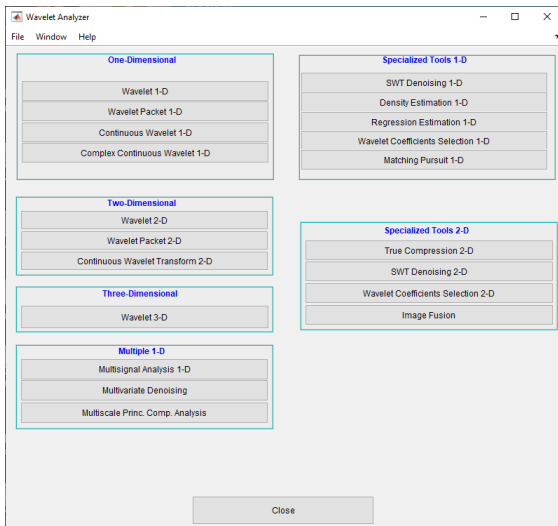 Wavelet Analyzer
File Window Help
One-Dimensional
Wavelet 1-D
Wavelet Packet 1-D
Continuous Wavelet 1-D
Complex Continuous Wavelet 1-D
Two-Dimensional
Wavelet 2-D
Wavelet Packet 2-D
Continuous Wavelet Transform 2-D
Three-Dimensional
Wavelet 3-D
Multiple 1-D
Multisignal Analysis 1-D
Multivariate Denoising
Multiscale Princ. Comp. Analysis
Specialized Tools 1-D
SWT Denoising 1-D
Density Estimation 1-D
Regression Estimation 1-D
Wavelet Coefficients Selection 1-D
Matching Pursuit 1-D
Specialized Tools 2-D
True Compression 2-D
SWT Denoising 2-D
Wavelet Coefficients Selection 2-D
Image Fusion
Close